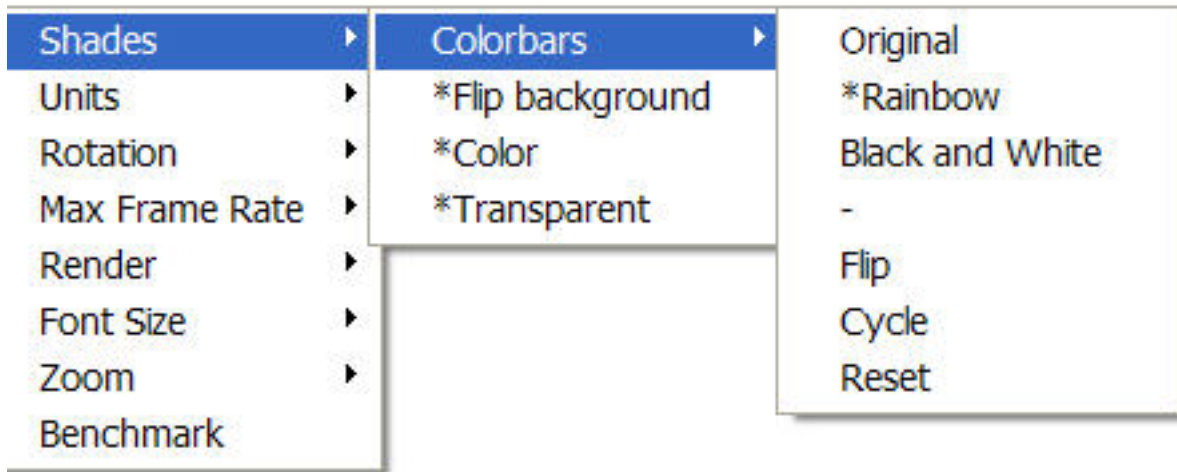 Shades
Units
Rotation
Max Frame Rate
Render
Font Size
Zoom
Benchmark
Colorbars
*Flip background
*Color
*Transparent
Original
*Rainbow
Black and White
-
Flip
Cycle
Reset